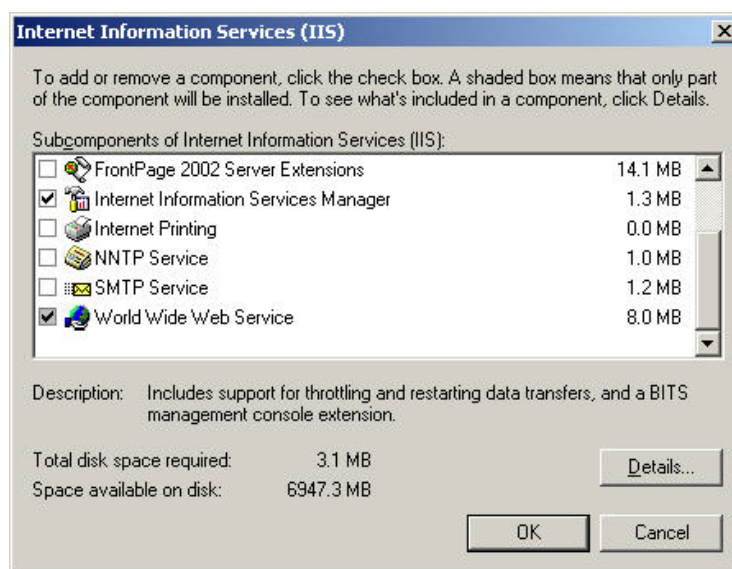 Internet Information Services (IIS)
To add or remove a component, click the check box. A shaded box means that only part
of the component will be installed. To see what's included in a component, click Details.
Subcomponents of Internet Information Services (IIS):
FrontPage 2002 Server Extensions 14.1 MB
Internet Information Services Manager 1.3 MB
Internet Printing 0.0 MB
NNTP Service 1.0 MB
SMTP Service 1.2 MB
World Wide Web Service 8.0 MB
Description: Includes support for throttling and restarting data transfers, and a BITS
management console extension.
Total disk space required: 3.1 MB
Details...
Space available on disk: 6947.3 MB
OK Cancel